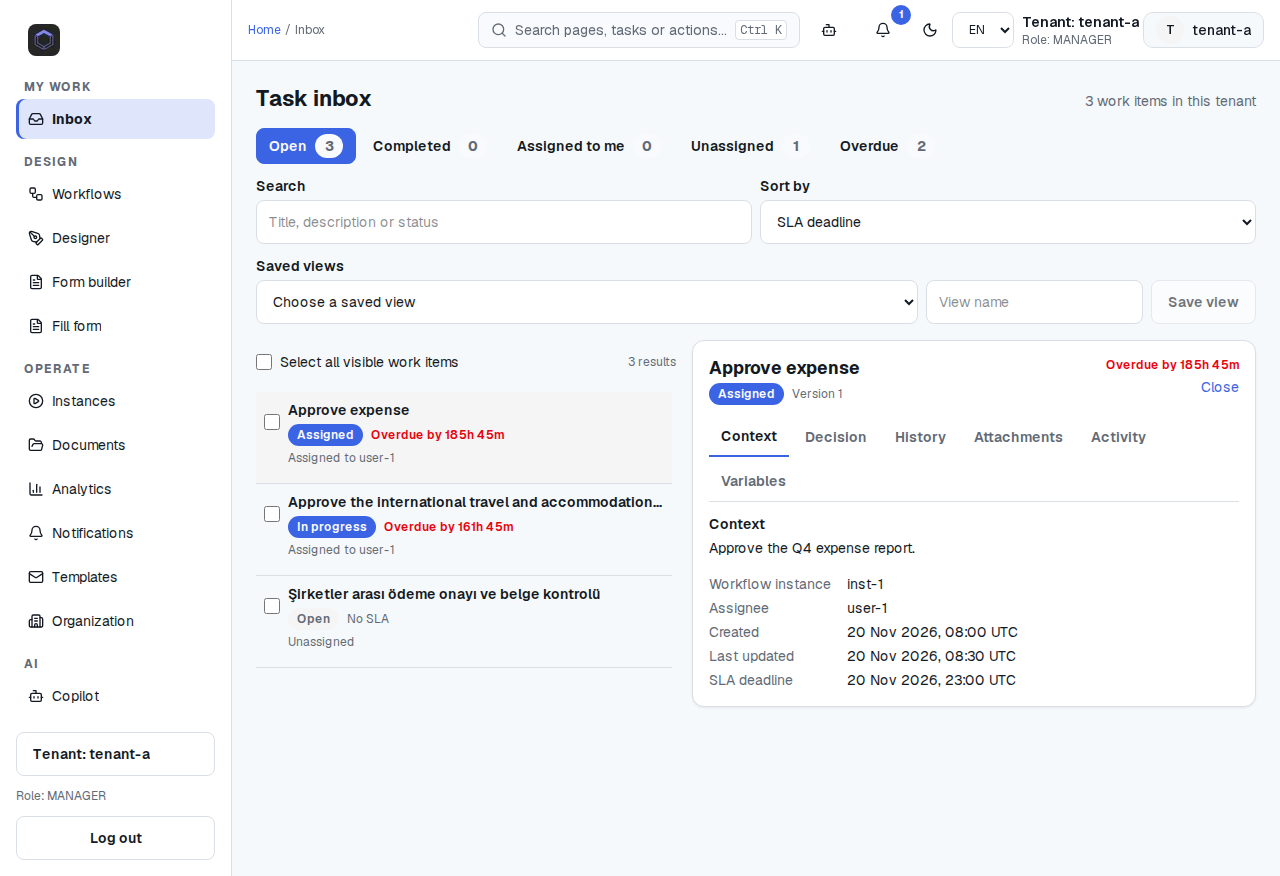 MY WORK
Inbox
DESIGN
Workflows
Designer
Form builder
Fill form
OPERATE
Instances
Documents
Analytics
Notifications
Templates
Organization
AI
Copilot
Tenant: tenant-a
Role: MANAGER
Log out
Home / Inbox
Search pages, tasks or actions... Ctrl K
1
EN
Tenant: tenant-a
Role: MANAGER
T tenant-a
Task inbox
3 work items in this tenant
Open 3 Completed 0 Assigned to me 0 Unassigned 1 Overdue 2
Search
Title, description or status
Sort by
SLA deadline
Saved views
Choose a saved view
View name
Save view
Select all visible work items
3 results
Approve expense
Assigned Overdue by 185h 45m
Assigned to user-1
Approve the international travel and accommodation...
In progress Overdue by 161h 45m
Assigned to user-1
Şirketler arası ödeme onayı ve belge kontrolü
Open No SLA
Unassigned
Approve expense
Overdue by 185h 45m
Assigned Version 1
Close
Context Decision History Attachments Activity
Variables
Context
Approve the Q4 expense report.
Workflow instance inst-1
Assignee user-1
Created 20 Nov 2026, 08:00 UTC
Last updated 20 Nov 2026, 08:30 UTC
SLA deadline 20 Nov 2026, 23:00 UTC